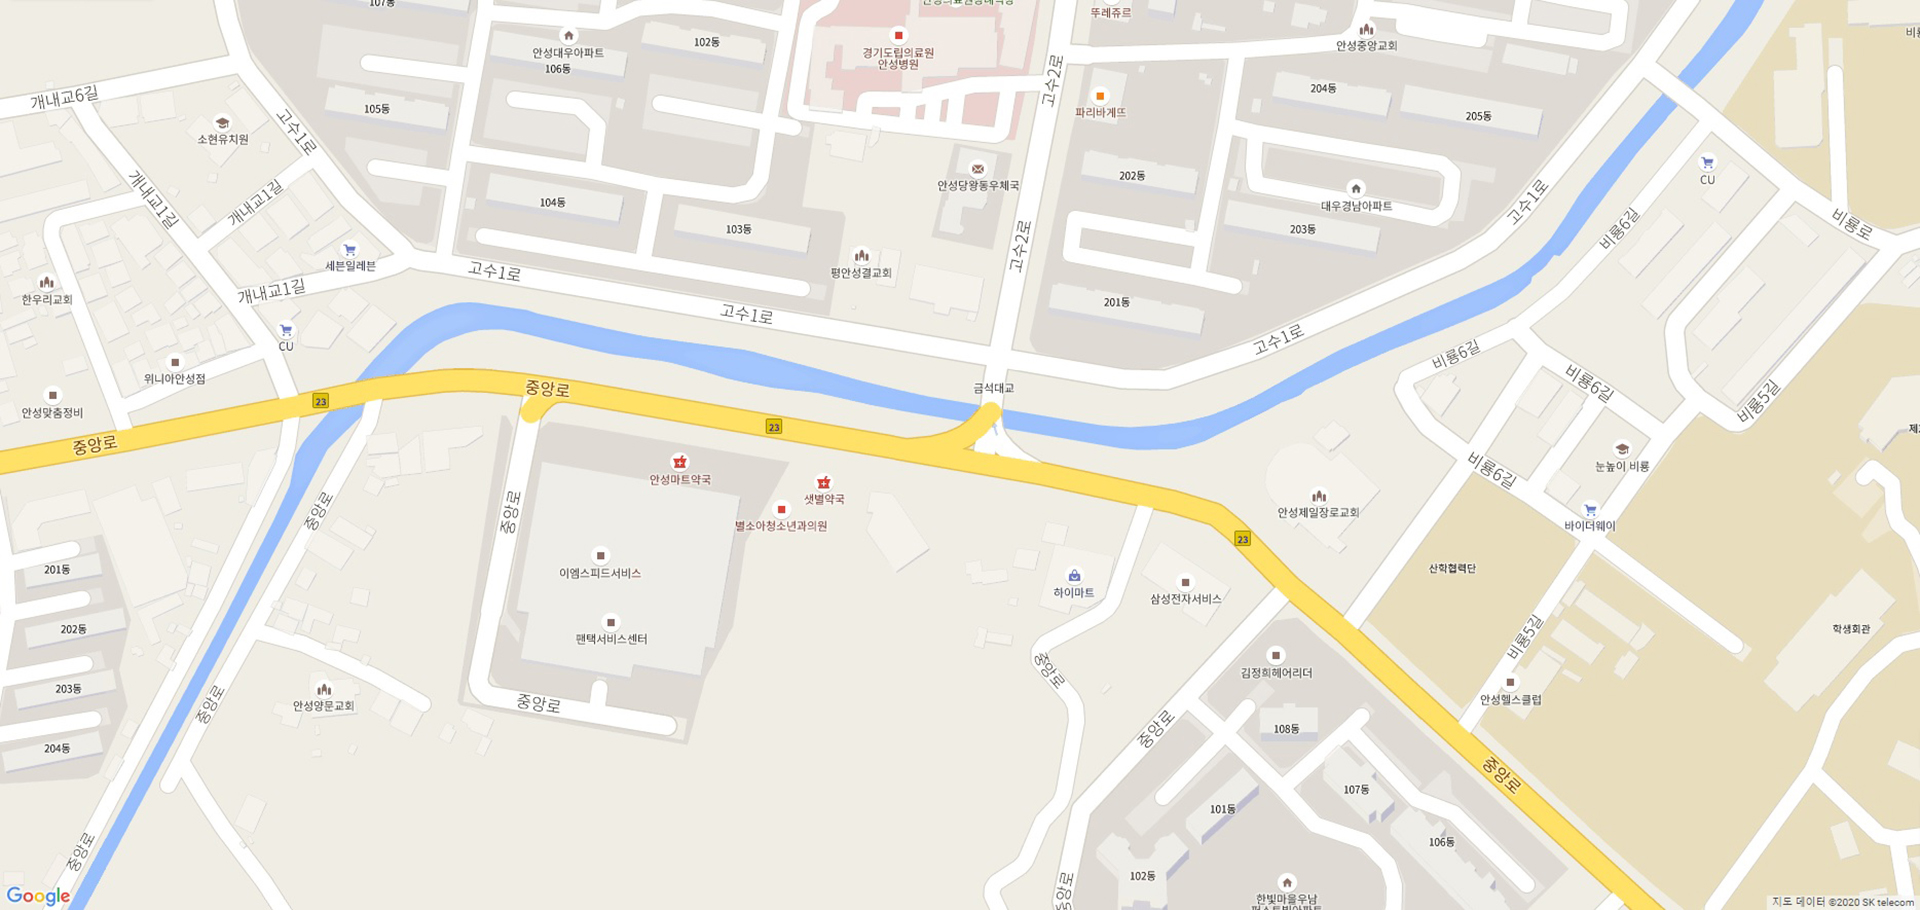 107동
뚜레쥬르
안성대우아파트
106동
102동
경기도립의료원
안성병원
안성중앙교회
고수2로
개내교6길
소현유치원
고수1로
105동
파리바게뜨
204동
205동
CU
개내교1길
개내교1길
104동
103동
안성당왕동우체국
202동
대우경남아파트
203동
고수1로
비룡6길
비룡로
고수2로
한우리교회
세븐일레븐
개내교1길
고수1로
평안성결교회
201동
고수1로
고수1로
CU
위니아안성점
안성맞춤정비
중앙로
23
중앙로
23
금석대교
비룡6길
비룡6길
비룡5길
안성마트약국
샛별약국
별소아청소년과의원
중앙로
중앙로
안성제일장로교회
비룡6길
눈높이 비룡
바이더웨이
23
201동
202동
203동
204동
이엠스피드서비스
팬택서비스센터
하이마트
삼성전자서비스
산학협력단
학생회관
비룡5길
중앙로
안성양문교회
중앙로
중앙로
김정희헤어리더
안성헬스클럽
중앙로
108동
107동
중앙로
101동
106동
102동
중앙로
중앙로
한빛마을우남
Google
지도 데이터 ©2020 SK telecom